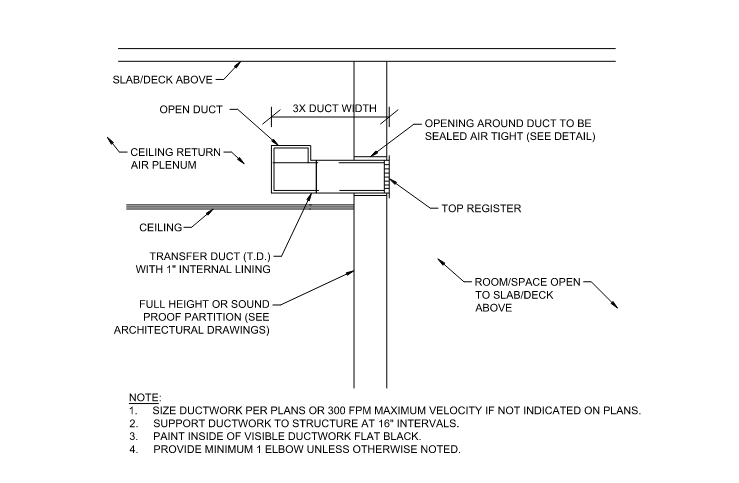 SLAB/DECK ABOVE
OPEN DUCT
3X DUCT WIDTH
OPENING AROUND DUCT TO BE
SEALED AIR TIGHT (SEE DETAIL)
CEILING RETURN
AIR PLENUM
TOP REGISTER
CEILING
TRANSFER DUCT (T.D.)
WITH 1" INTERNAL LINING
ROOM/SPACE OPEN
TO SLAB/DECK
ABOVE
FULL HEIGHT OR SOUND
PROOF PARTITION (SEE
ARCHITECTURAL DRAWINGS)
NOTE:
1. SIZE DUCTWORK PER PLANS OR 300 FPM MAXIMUM VELOCITY IF NOT INDICATED ON PLANS.
2. SUPPORT DUCTWORK TO STRUCTURE AT 16" INTERVALS.
3. PAINT INSIDE OF VISIBLE DUCTWORK FLAT BLACK.
4. PROVIDE MINIMUM 1 ELBOW UNLESS OTHERWISE NOTED.